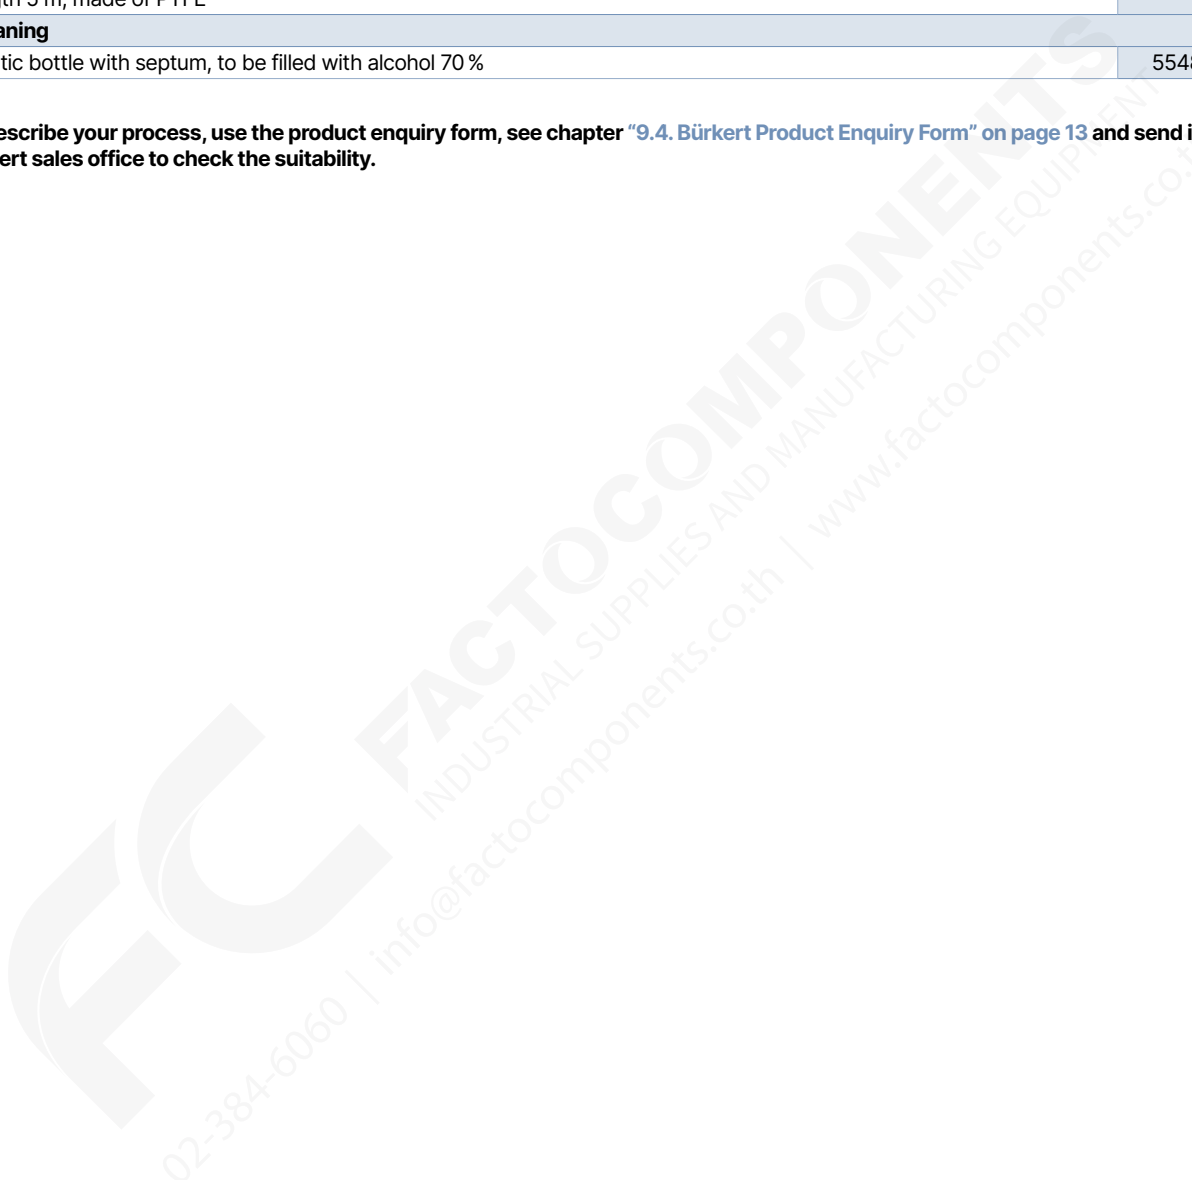 gth 5 m, made of PTFE
aning
tic bottle with septum, to be filled with alcohol 70 %
554
escribe your process, use the product enquiry form, see chapter “9.4. Bürkert Product Enquiry Form” on page 13 and send i
ert sales office to check the suitability.
FACTOCOMPONENTS
INDUSTRIAL SUPPLIES AND MANUFACTURING EQUIPMENT
02-384-6060 | info@factocomponents.co.th | www.factocomponents.co.t
FC